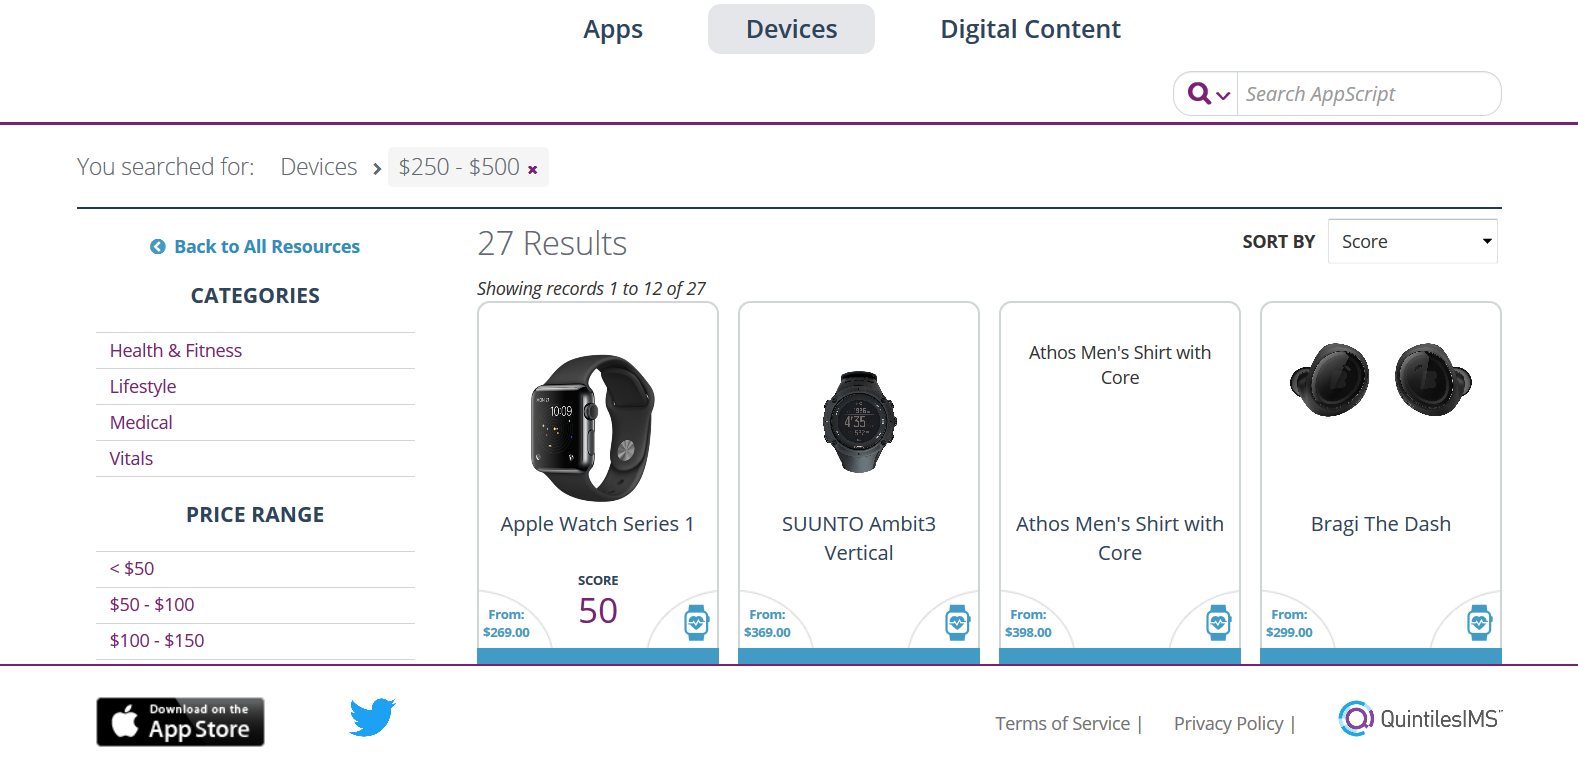 Apps
Devices
Digital Content
Search AppScript
You searched for: Devices $250 - $500
Back to All Resources
27 Results
SORT BY Score
CATEGORIES
Showing records 1 to 12 of 27
Health & Fitness
Lifestyle
Medical
Vitals
PRICE RANGE
< $50
$50 - $100
$100 - $150
10:09
Apple Watch Series 1
SCORE
50
From:
$269.00
4'35
SUUNTO Ambit3
Vertical
From:
$369.00
Athos Men's Shirt with
Core
Athos Men's Shirt with
Core
From:
$398.00
Bragi The Dash
From:
$299.00
Download on the
App Store
Terms of Service |
Privacy Policy |
QuintilesIMS